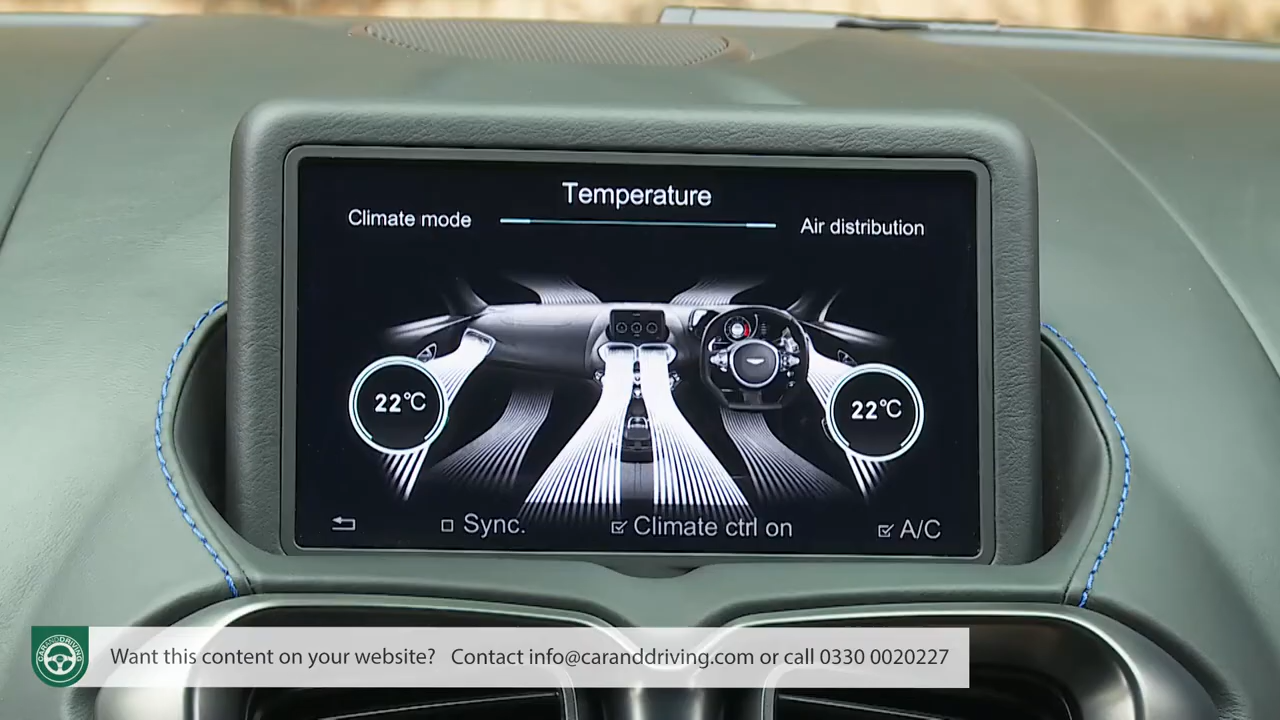 Temperature
Climate mode
Air distribution
22°C
22°C
Sync.
Climate ctrl on
A/C
CARANDDRIVING
Want this content on your website? Contact info@caranddriving.com or call 0330 0020227